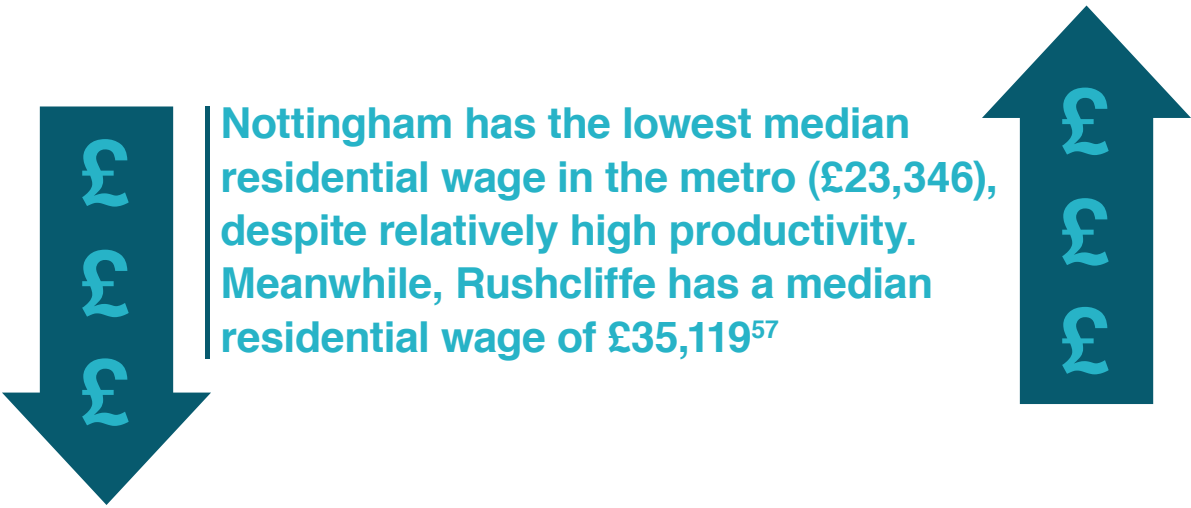 £
£
£
Nottingham has the lowest median
residential wage in the metro (£23,346),
despite relatively high productivity.
Meanwhile, Rushcliffe has a median
residential wage of £35,119⁵⁷
£
£
£